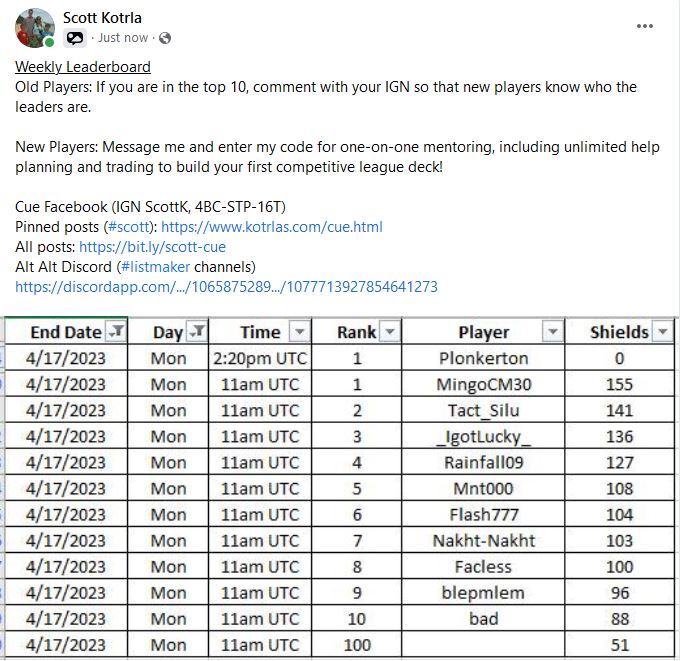 Scott Kotrla
· Just now ·
Weekly Leaderboard
Old Players: If you are in the top 10, comment with your IGN so that new players know who the
leaders are.
New Players: Message me and enter my code for one-on-one mentoring, including unlimited help
planning and trading to build your first competitive league deck!
Cue Facebook (IGN ScottK, 4BC-STP-16T)
Pinned posts (#scott): https://www.kotrlas.com/cue.html
All posts: https://bit.ly/scott-cue
Alt Alt Discord (#listmaker channels)
https://discordapp.com/.../1065875289.../1077713927854641273
End Date Day Time Rank Player Shields
4/17/2023 Mon 2:20pm UTC 1 Plonkerton 0
4/17/2023 Mon 11am UTC 1 MingoCM30 155
4/17/2023 Mon 11am UTC 2 Tact_Silu 141
4/17/2023 Mon 11am UTC 3 _IgotLucky_ 136
4/17/2023 Mon 11am UTC 4 Rainfall09 127
4/17/2023 Mon 11am UTC 5 Mnt000 108
4/17/2023 Mon 11am UTC 6 Flash777 104
4/17/2023 Mon 11am UTC 7 Nakht-Nakht 103
4/17/2023 Mon 11am UTC 8 Facless 100
4/17/2023 Mon 11am UTC 9 blepmlem 96
4/17/2023 Mon 11am UTC 10 bad 88
4/17/2023 Mon 11am UTC 100 51